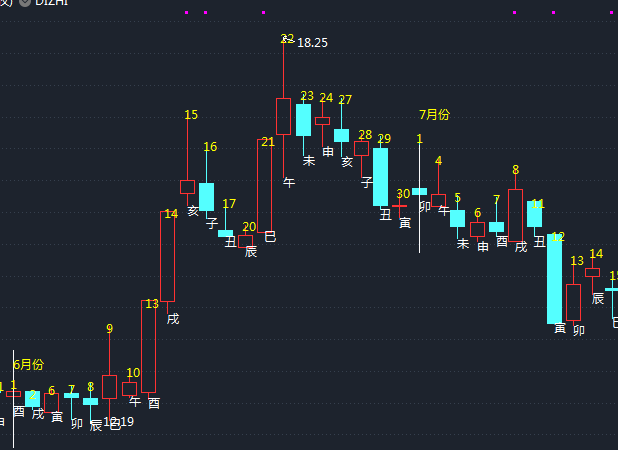 DIZHI
22
18.25
15
23
24
27
7月份
16
21
28
29
1
4
8
未
申
亥
午
子
17
14
亥
子
20
丑
30
卯
午
5
6
7
11
丑
巳
寅
未
申
酉
戌
丑
12
辰
13
14
15
辰
13
戌
9
寅
卯
6月份
10
1
2
6
7
8
午
酉
酉
戌
寅
卯
辰
巳
12.19
申